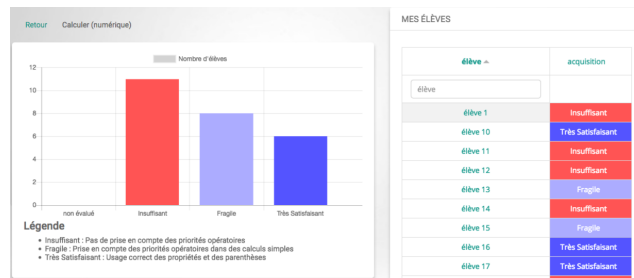 Retour Calculer (numérique)
Nombre d'élèves
12
10
8
6
4
2
0
non évalué Insuffisant Fragile Très Satisfaisant
Légende
Insuffisant : Pas de prise en compte des priorités opératoires
Fragile : Prise en compte des priorités opératoires dans des calculs simples
Très Satisfaisant : Usage correct des propriétés et des parenthèses
MES ÉLÈVES
élève acquisition
élève
élève 1 Insuffisant
élève 10 Très Satisfaisant
élève 11 Insuffisant
élève 12 Insuffisant
élève 13 Fragile
élève 14 Insuffisant
élève 15 Fragile
élève 16 Très Satisfaisant
élève 17 Très Satisfaisant